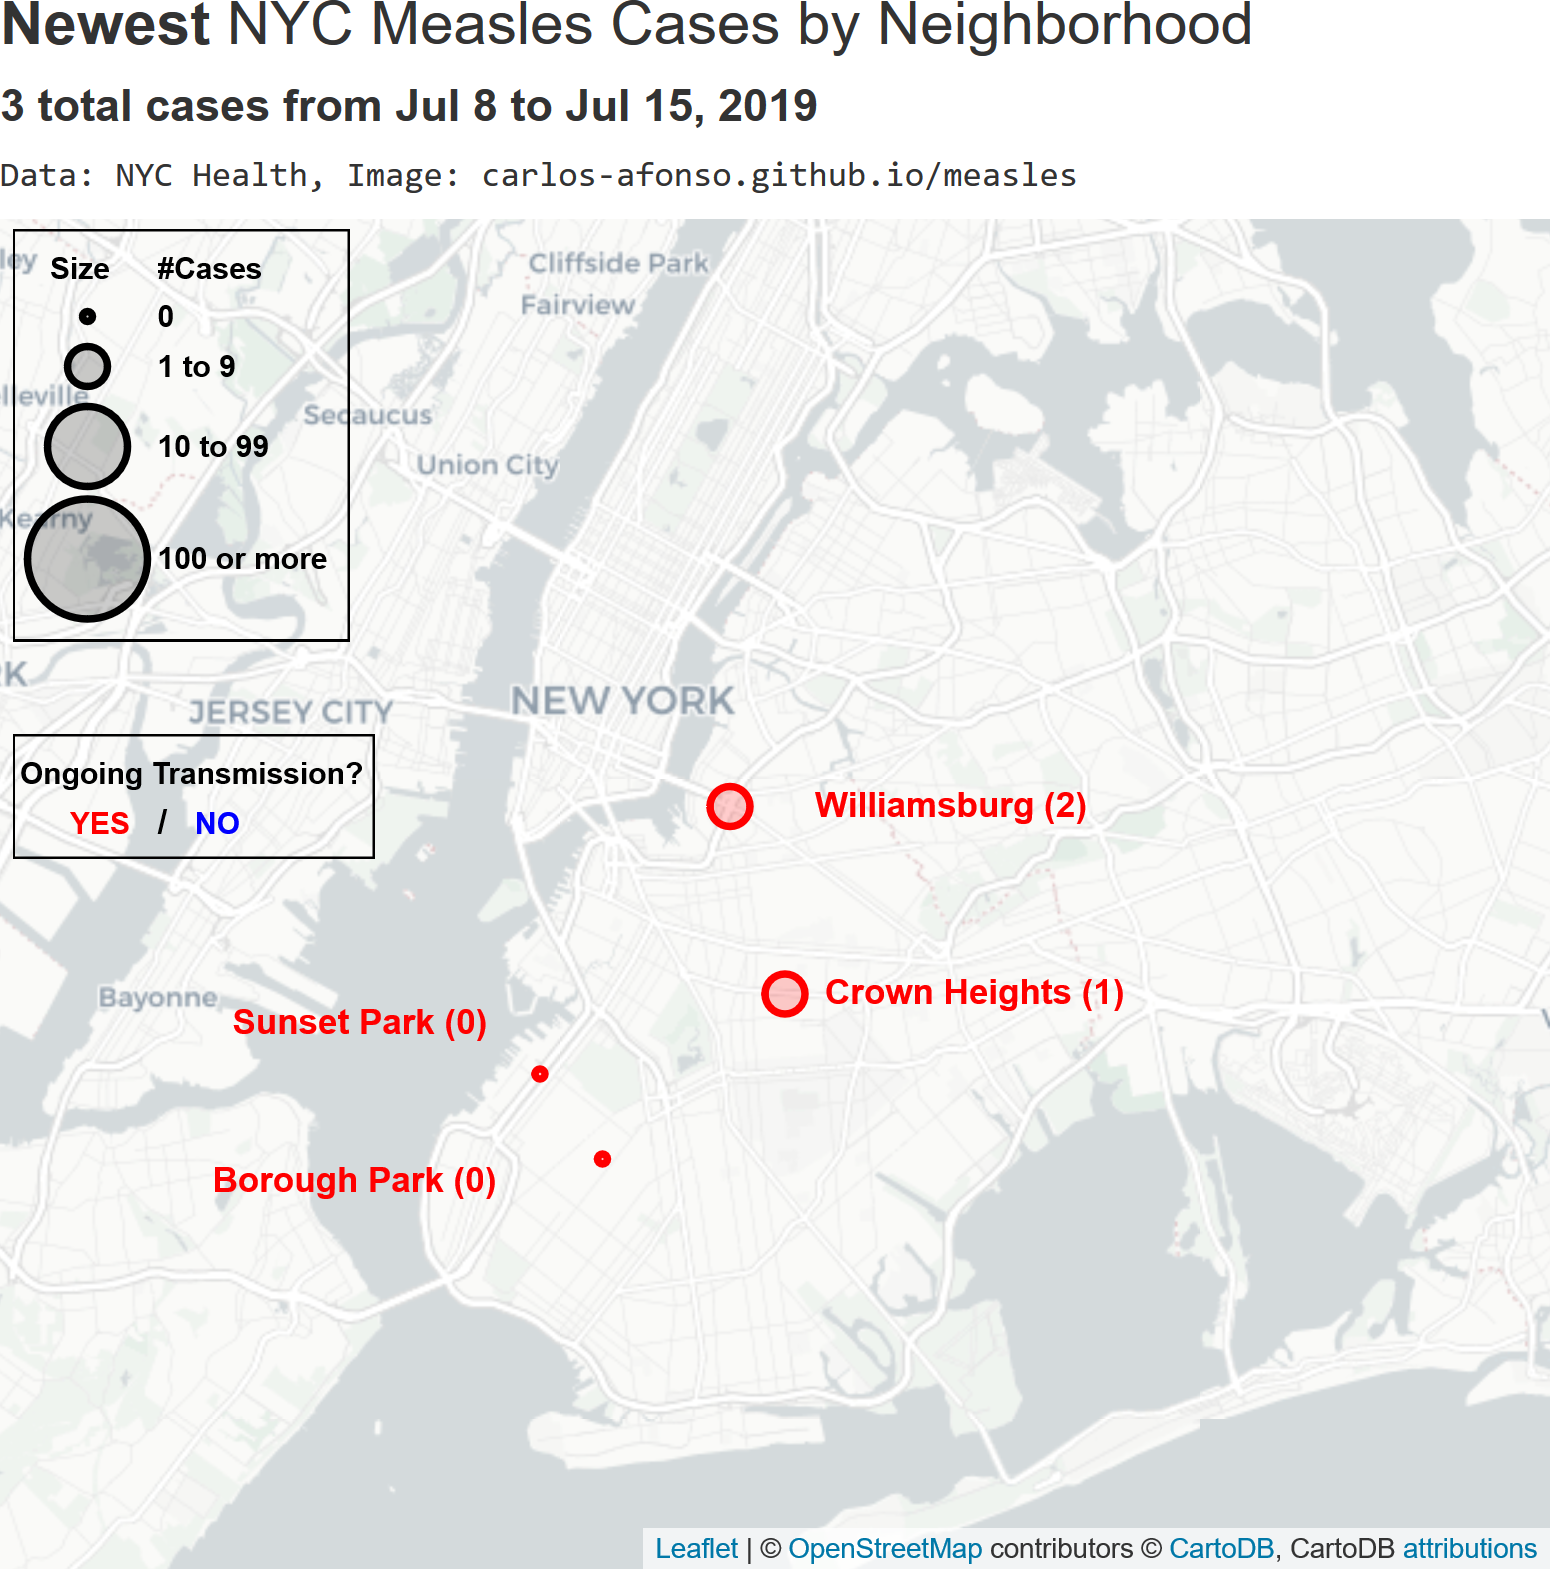 Newest NYC Measles Cases by Neighborhood
3 total cases from Jul 8 to Jul 15, 2019
Data: NYC Health, Image: carlos-afonso.github.io/measles
Size #Cases
0
1 to 9
10 to 99
100 or more
Cliffside Park
Fairview
Secaucus
Union City
Kearny
NEW YORK
JERSEY CITY
Ongoing Transmission?
YES / NO
Williamsburg (2)
Crown Heights (1)
Bayonne
Sunset Park (0)
Borough Park (0)
Leaflet | © OpenStreetMap contributors © CartoDB, CartoDB attributions